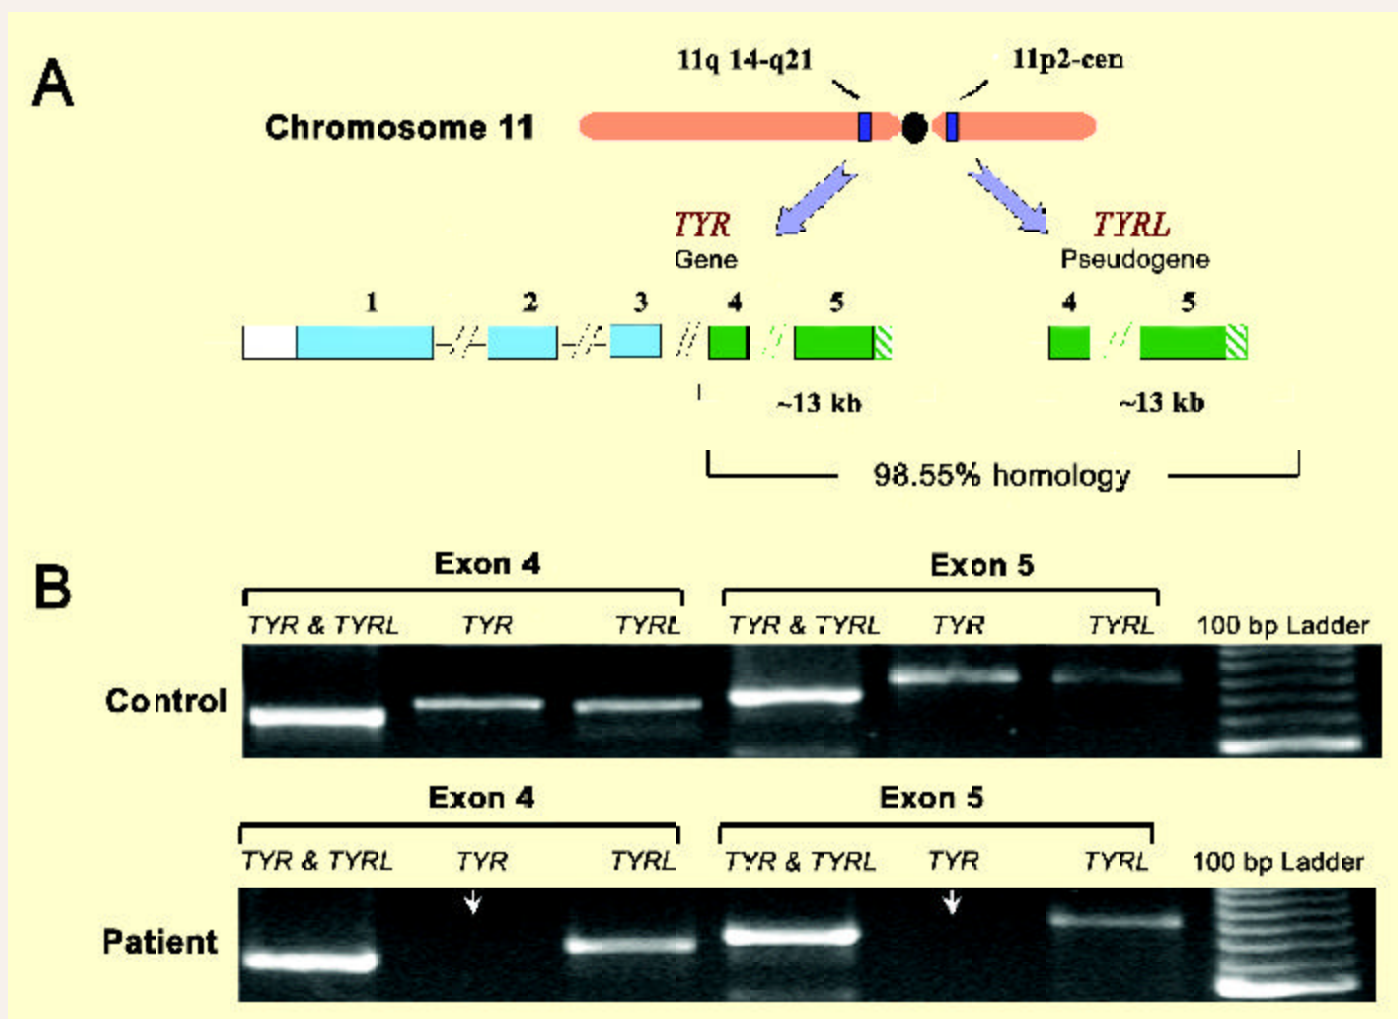 A
11q 14-q21 11p2-cen
Chromosome 11
TYR TYRL
Gene Pseudogene
1 2 3 4 5 4 5
~13 kb ~13 kb
98.55% homology
B
Exon 4 Exon 5
TYR & TYRL TYR TYRL TYR & TYRL TYR TYRL 100 bp Ladder
Control
Exon 4 Exon 5
TYR & TYRL TYR TYRL TYR & TYRL TYR TYRL 100 bp Ladder
Patient